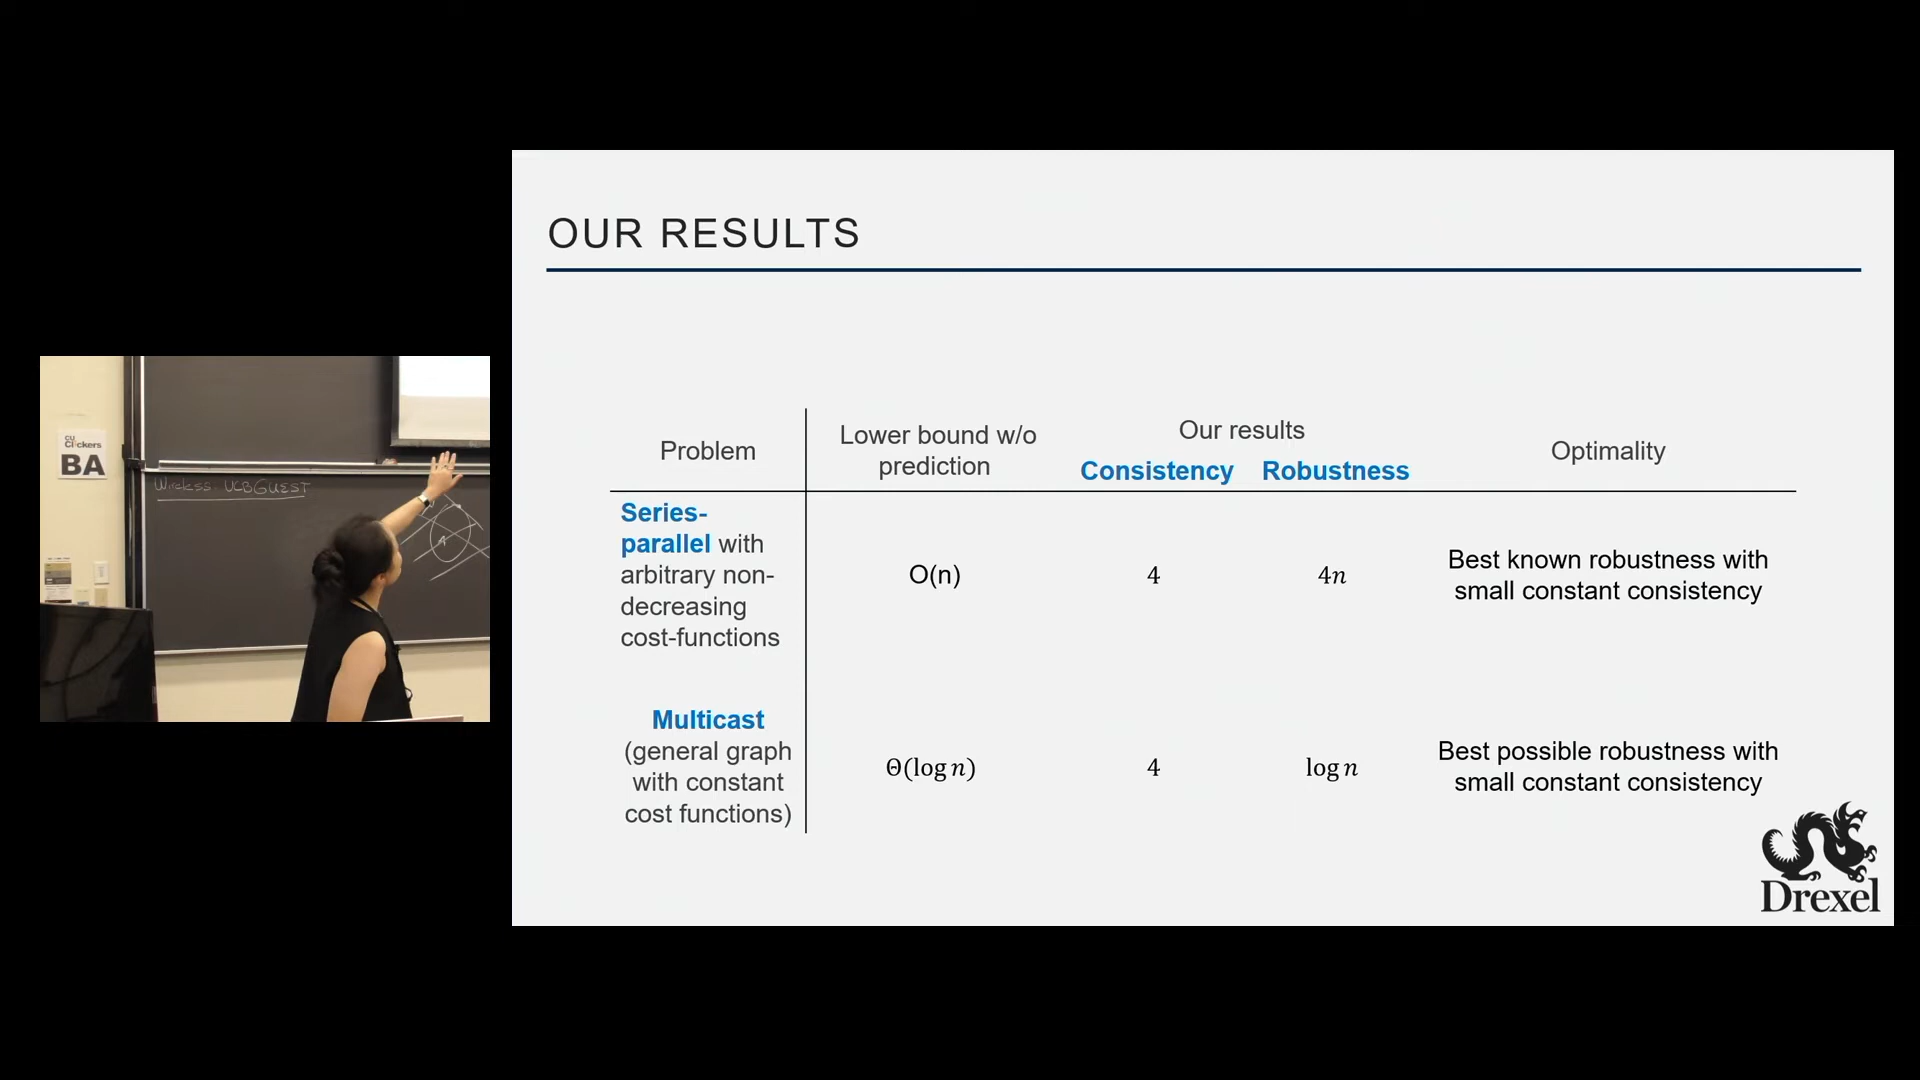 CU
Clickers
BA
Wireless- UCBGUEST
OUR RESULTS
Problem
Lower bound w/o
prediction
Our results
Consistency Robustness
Optimality
Series-
parallel with
arbitrary non-
decreasing
cost-functions
O(n)
4
4n
Best known robustness with
small constant consistency
Multicast
(general graph
with constant
cost functions)
Θ(log n)
4
log n
Best possible robustness with
small constant consistency
Drexel